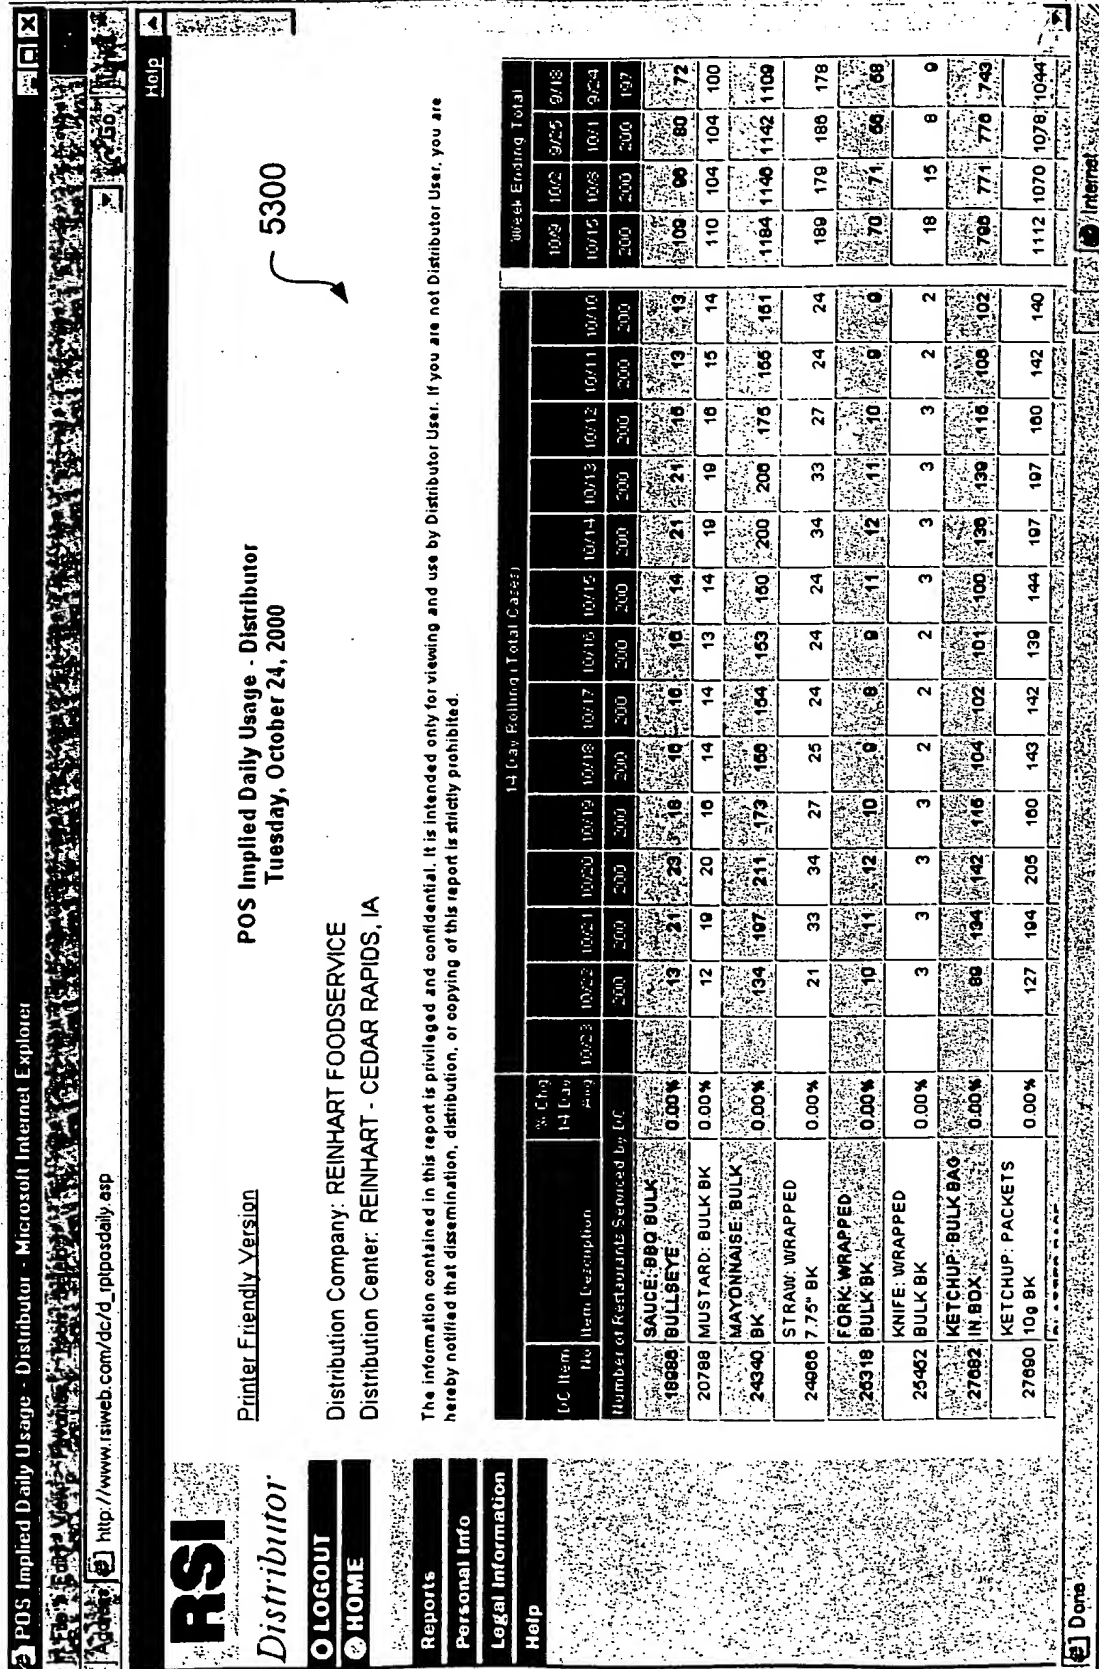 POS Implied Daily Usage - Distributor - Microsoft Internet Explorer
Address http://www.rsiweb.com/dc/d_rptposdaily.asp Go
Help
RSI
Distributor
LOGOUT
HOME
Reports
Personal Info
Legal Information
Help
Printer Friendly Version
POS Implied Daily Usage - Distributor
Tuesday, October 24, 2000
5300
Distribution Company: REINHART FOODSERVICE
Distribution Center: REINHART - CEDAR RAPIDS, IA
The information contained in this report is privileged and confidential. It is intended only for viewing and use by Distributor User. If you are not Distributor User, you are
hereby notified that dissemination, distribution, or copying of this report is strictly prohibited.
14 Day Rolling (Total Cases) Week Ending Total
% Chg 10/9 10/2 9/25 9/18
DC Item No Item Description 14 Day Avg 10/23 10/22 10/21 10/20 10/19 10/18 10/17 10/16 10/15 10/14 10/13 10/12 10/11 10/10 10/15 10/8 10/1 9/24
Number of Restaurants Serviced by DC 200 200 200 200 200 200 200 200 200 200 200 200 200 200 200 200 197
SAUCE: BBQ BULK
18988 BULLSEYE 0.00% 13 21 23 18 16 16 16 14 21 21 16 13 13 109 96 80 72
20788 MUSTARD: BULK BK 0.00% 12 19 20 16 14 14 13 14 19 19 16 15 14 110 104 104 100
MAYONNAISE: BULK
24340 BK 0.00% 134 197 211 173 156 154 153 160 200 206 175 165 161 1184 1146 1142 1109
STRAW: WRAPPED
24966 7.75" BK 0.00% 21 33 34 27 25 24 24 24 34 33 27 24 24 189 179 186 178
FORK: WRAPPED
25318 BULK BK 0.00% 10 11 12 10 9 8 9 11 12 11 10 9 9 70 71 68
KNIFE: WRAPPED
25462 BULK BK 0.00% 3 3 3 3 2 2 2 3 3 3 3 2 2 18 15 8 9
KETCHUP: BULK BAG
27682 IN BOX 0.00% 89 134 142 104 102 101 100 139 116 102 771 776 743
KETCHUP: PACKETS
27690 10g BK 0.00% 127 194 205 160 143 142 139 144 197 197 160 142 140 1112 1070 1078 1044
Done Internet